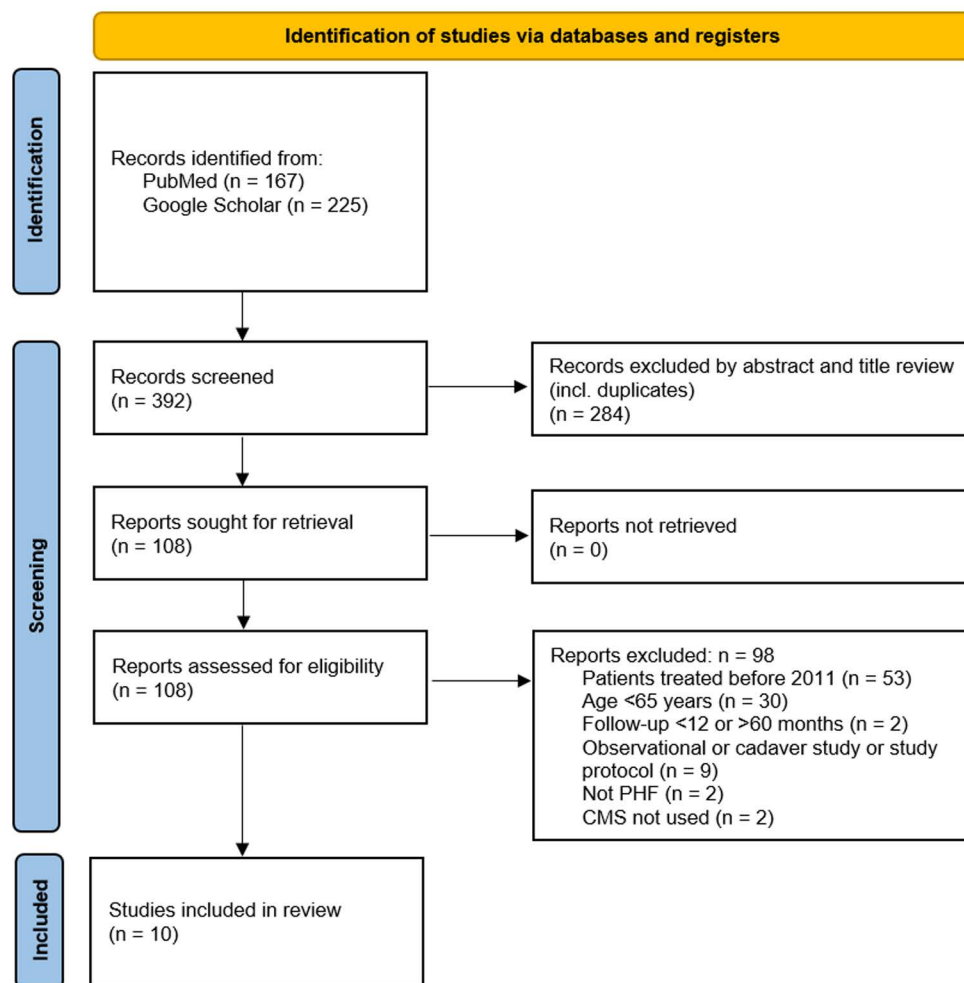 Identification of studies via databases and registers
Identification
Records identified from:
PubMed (n = 167)
Google Scholar (n = 225)
Screening
Records screened
(n = 392)
Records excluded by abstract and title review
(incl. duplicates)
(n = 284)
Reports sought for retrieval
(n = 108)
Reports not retrieved
(n = 0)
Reports assessed for eligibility
(n = 108)
Reports excluded: n = 98
Patients treated before 2011 (n = 53)
Age <65 years (n = 30)
Follow-up <12 or >60 months (n = 2)
Observational or cadaver study or study
protocol (n = 9)
Not PHF (n = 2)
CMS not used (n = 2)
Included
Studies included in review
(n = 10)